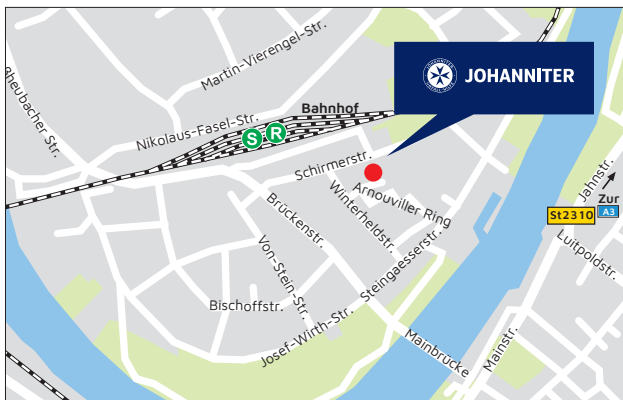 Martin-Vierengel-Str.
JOHANNITER
Bahnhof
Nikolaus-Fasel-Str.
heubacher Str.
S
R
Schirmerstr.
Arnouviller Ring
Winterheldstr.
Brückenstr.
Von-Stein-Str.
Steingaesserstr.
Bischoffstr.
Josef-Wirth-Str.
Mainbrücke
Mainstr.
Jahnstr.
Zur
A3
St2310
Luitpoldstr.